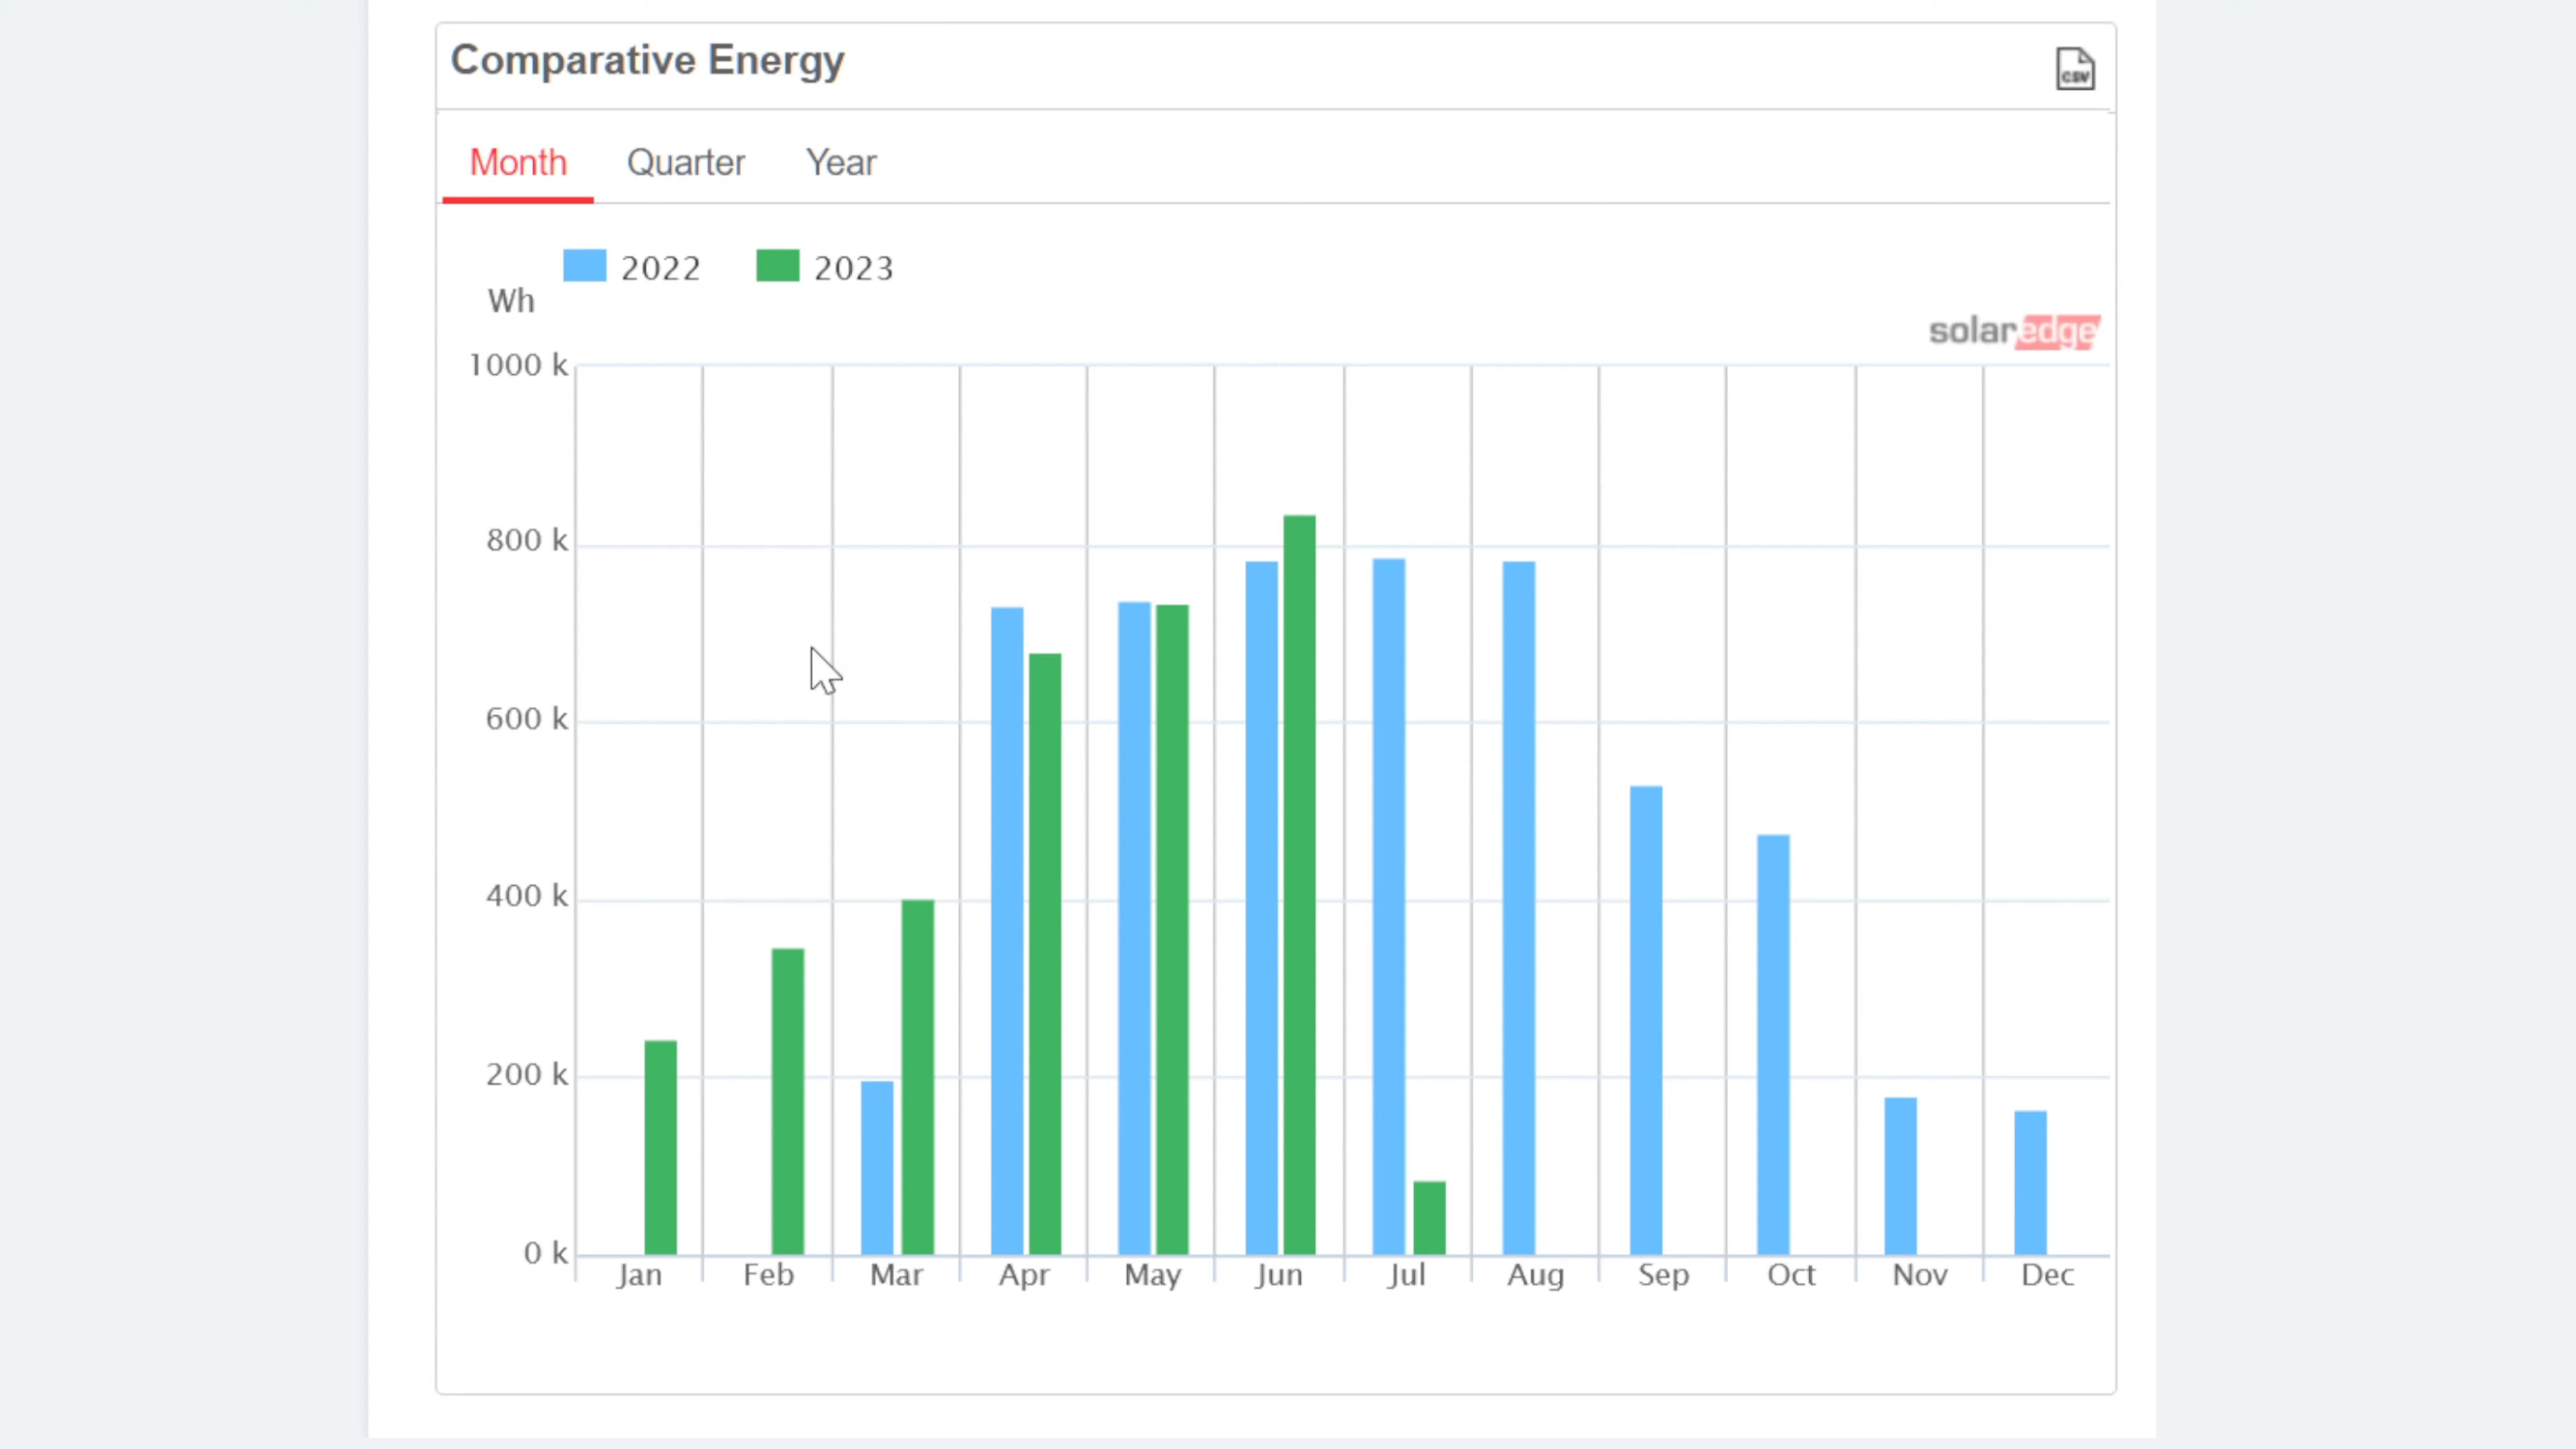 Comparative Energy
CSV
Month Quarter Year
2022 2023
Wh
solaredge
1000 k
800 k
600 k
400 k
200 k
0 k
Jan Feb Mar Apr May Jun Jul Aug Sep Oct Nov Dec